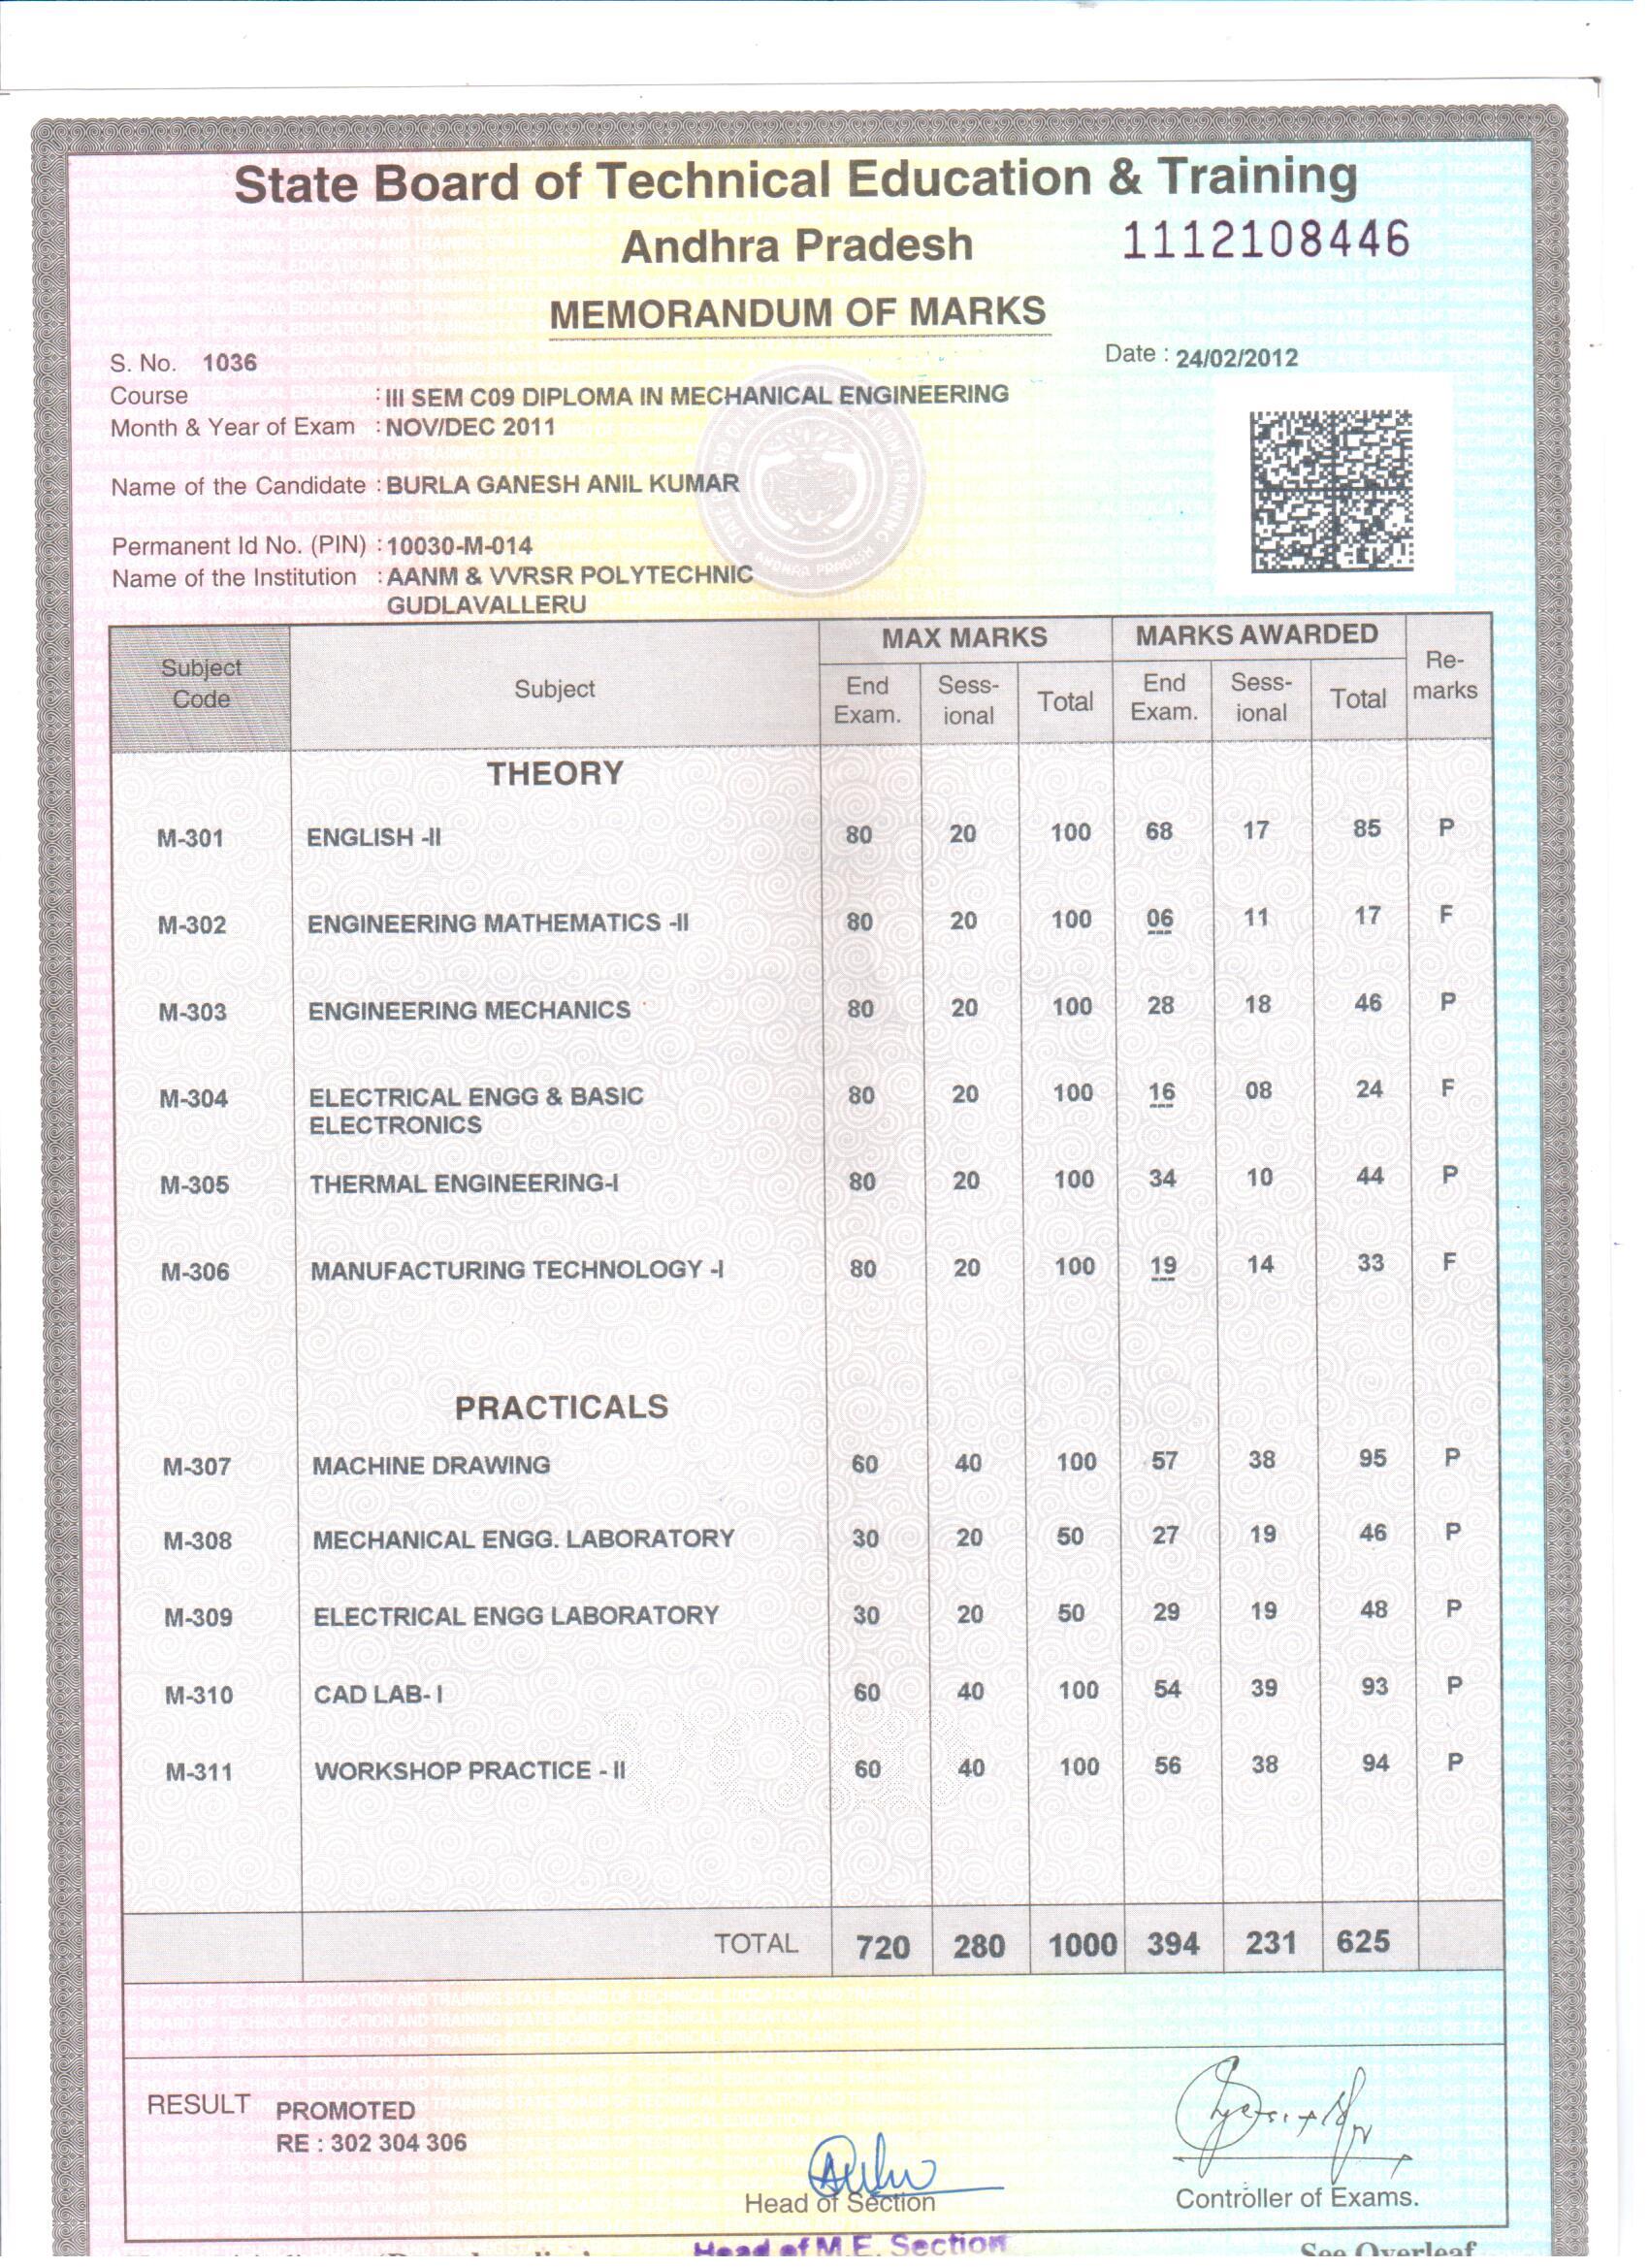 State Board of Technical Education & Training
Andhra Pradesh 1112108446
MEMORANDUM OF MARKS
S. No. 1036 Date : 24/02/2012
Course : III SEM C09 DIPLOMA IN MECHANICAL ENGINEERING
Month & Year of Exam : NOV/DEC 2011
Name of the Candidate : BURLA GANESH ANIL KUMAR
Permanent Id No. (PIN) : 10030-M-014
Name of the Institution : AANM & VVRSR POLYTECHNIC
GUDLAVALLERU
Subject Code Subject MAX MARKS MARKS AWARDED Re-marks
End Exam. Sess-ional Total End Exam. Sess-ional Total
THEORY
M-301 ENGLISH -II 80 20 100 68 17 85 P
M-302 ENGINEERING MATHEMATICS -II 80 20 100 06 11 17 F
M-303 ENGINEERING MECHANICS 80 20 100 28 18 46 P
M-304 ELECTRICAL ENGG & BASIC 80 20 100 16 08 24 F
ELECTRONICS
M-305 THERMAL ENGINEERING-I 80 20 100 34 10 44 P
M-306 MANUFACTURING TECHNOLOGY -I 80 20 100 19 14 33 F
PRACTICALS
M-307 MACHINE DRAWING 60 40 100 57 38 95 P
M-308 MECHANICAL ENGG. LABORATORY 30 20 50 27 19 46 P
M-309 ELECTRICAL ENGG LABORATORY 30 20 50 29 19 48 P
M-310 CAD LAB- I 60 40 100 54 39 93 P
M-311 WORKSHOP PRACTICE - II 60 40 100 56 38 94 P
TOTAL 720 280 1000 394 231 625
RESULT PROMOTED
RE : 302 304 306
Head of Section Controller of Exams.
Head of M.E. Section See Overleaf